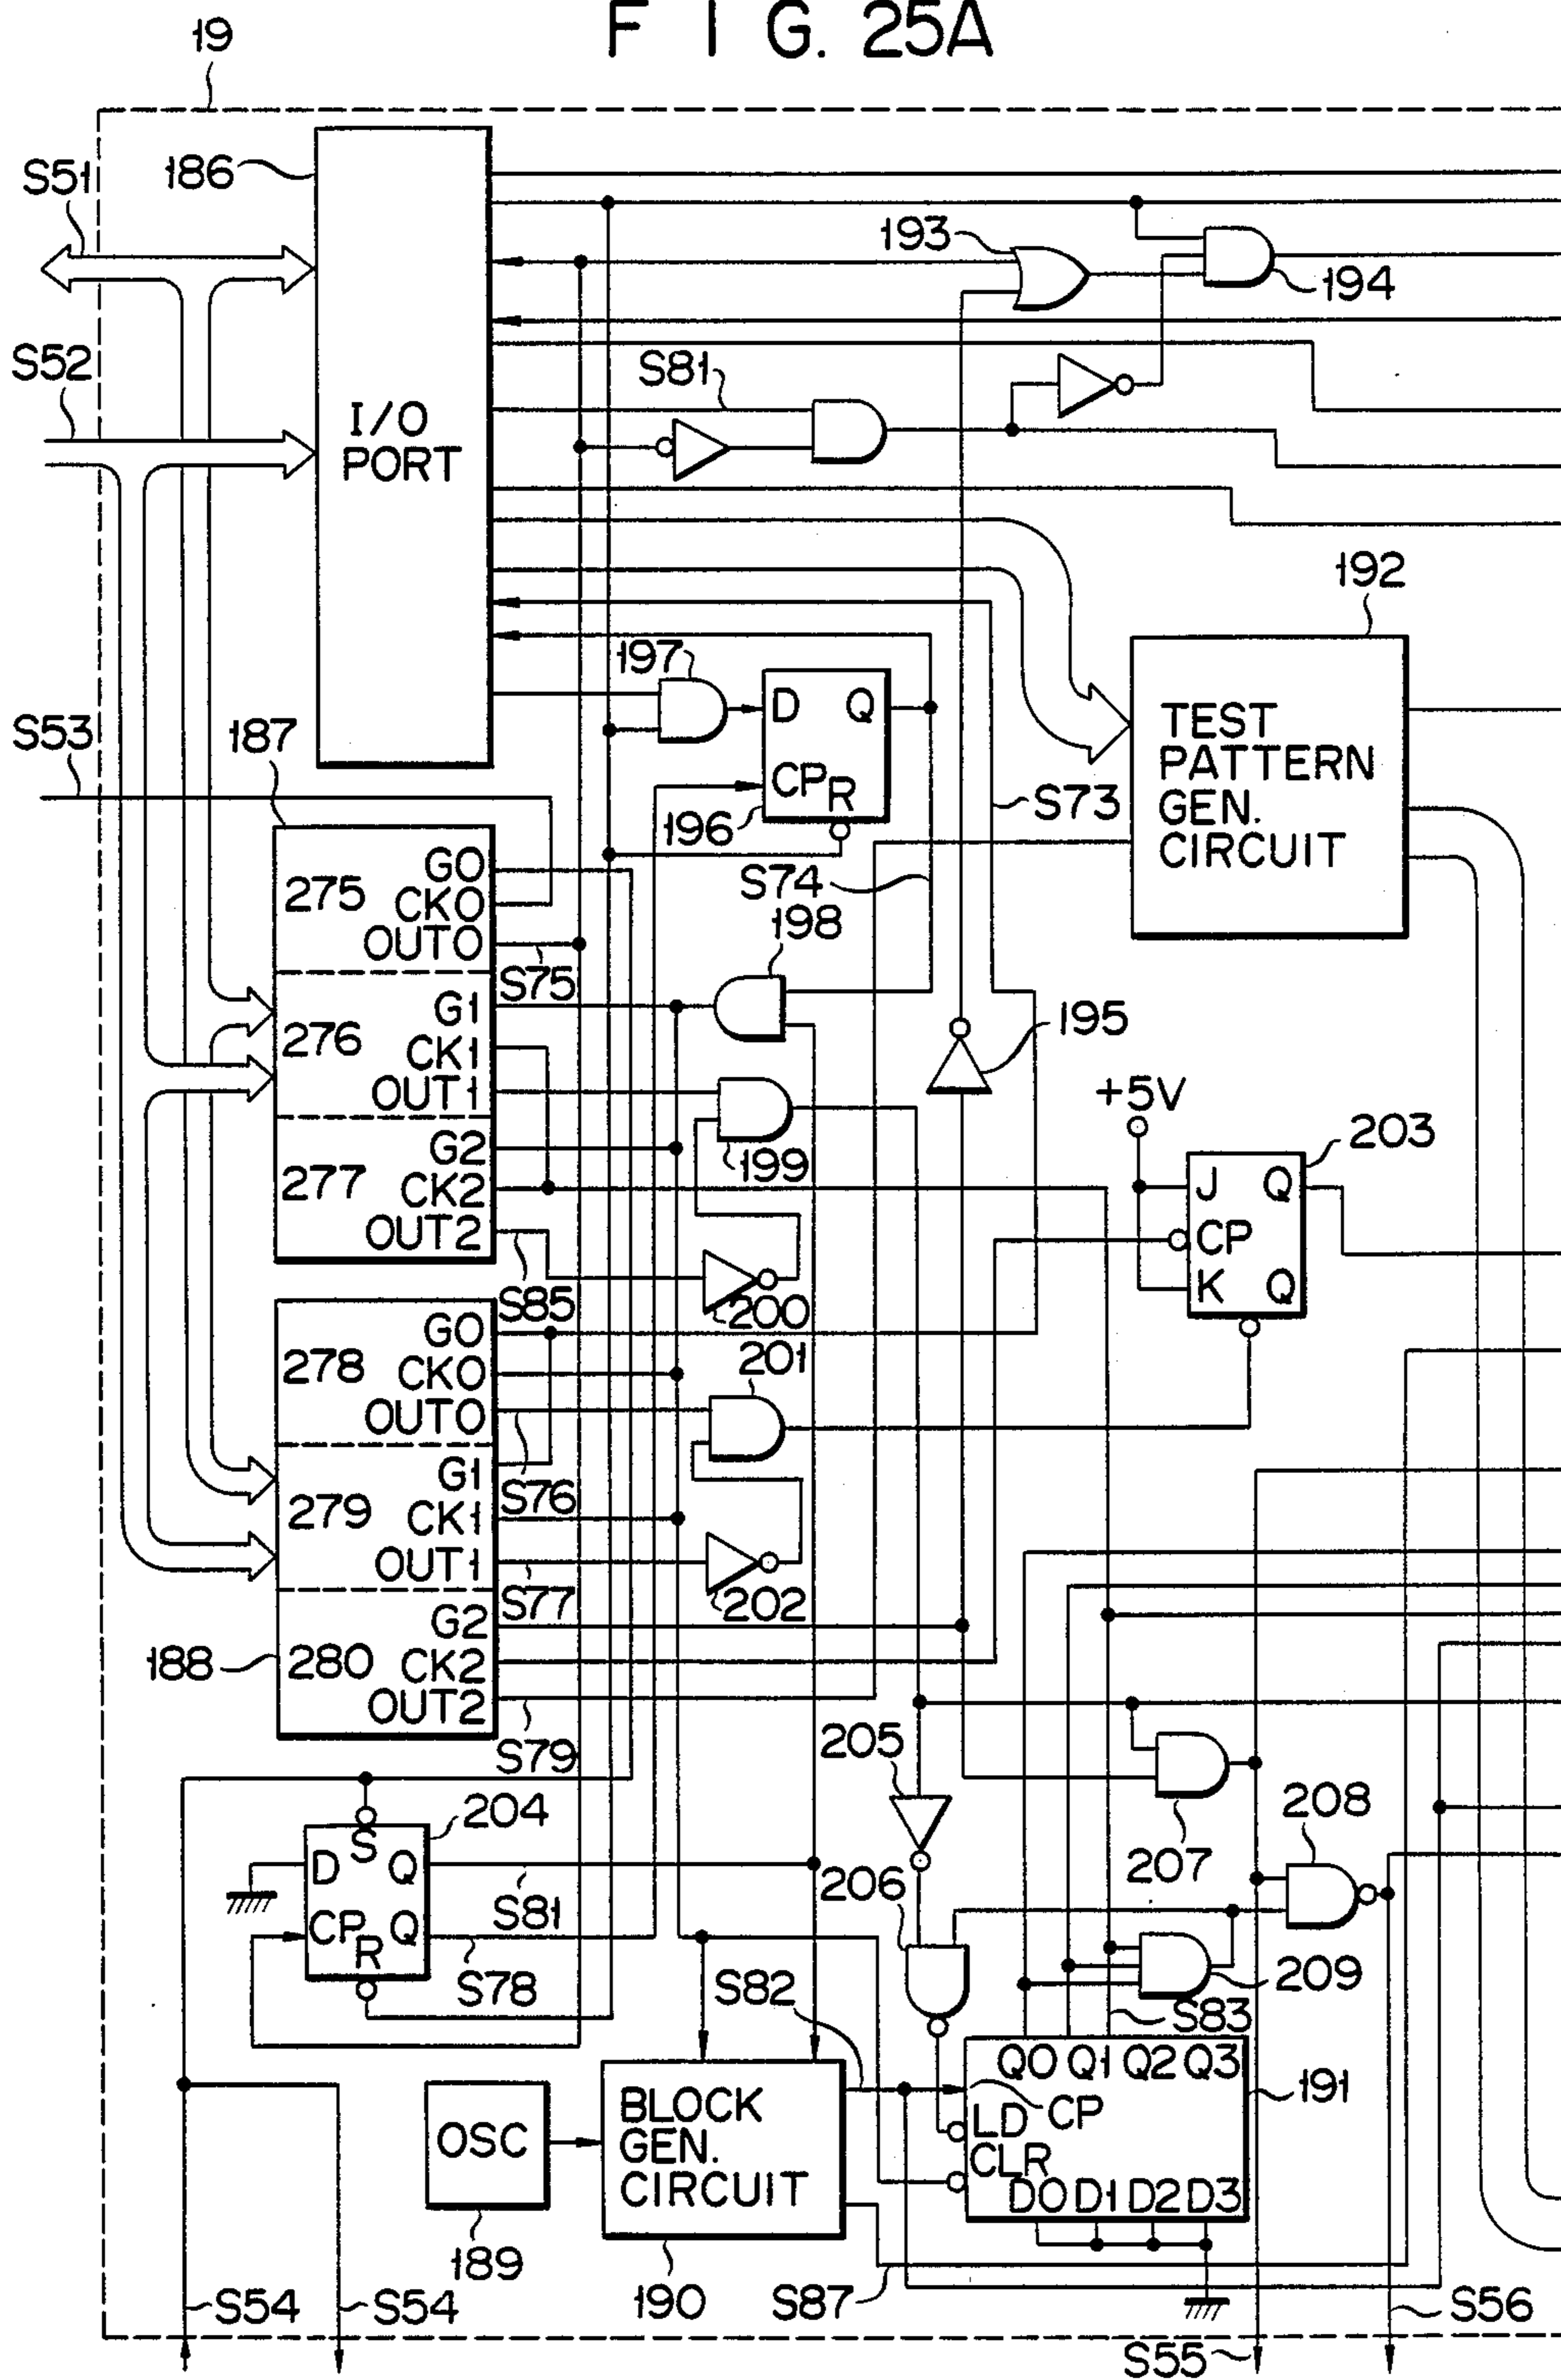 F I G. 25A
19
S51
186
193
194
S52
S81
I/O
PORT
192
197
D Q
CP R
196
S53
187
TEST
PATTERN
GEN.
CIRCUIT
S73
S74
275
G0
CK0
OUT0
S75
198
276
G1
CK1
OUT1
195
199
+5V
203
277
G2
CK2
OUT2
S85
200
J Q
CP
K Q
278
G0
CK0
OUT0
S76
201
279
G1
CK1
OUT1
S77
202
188
280
G2
CK2
OUT2
S79
205
207
208
204
S
D Q
CP Q
R
S81
S78
206
209
S82
S83
Q0 Q1 Q2 Q3
191
CP
LD
CLR
D0 D1 D2 D3
OSC
189
BLOCK
GEN.
CIRCUIT
190
S87
S54
S54
S55
S56